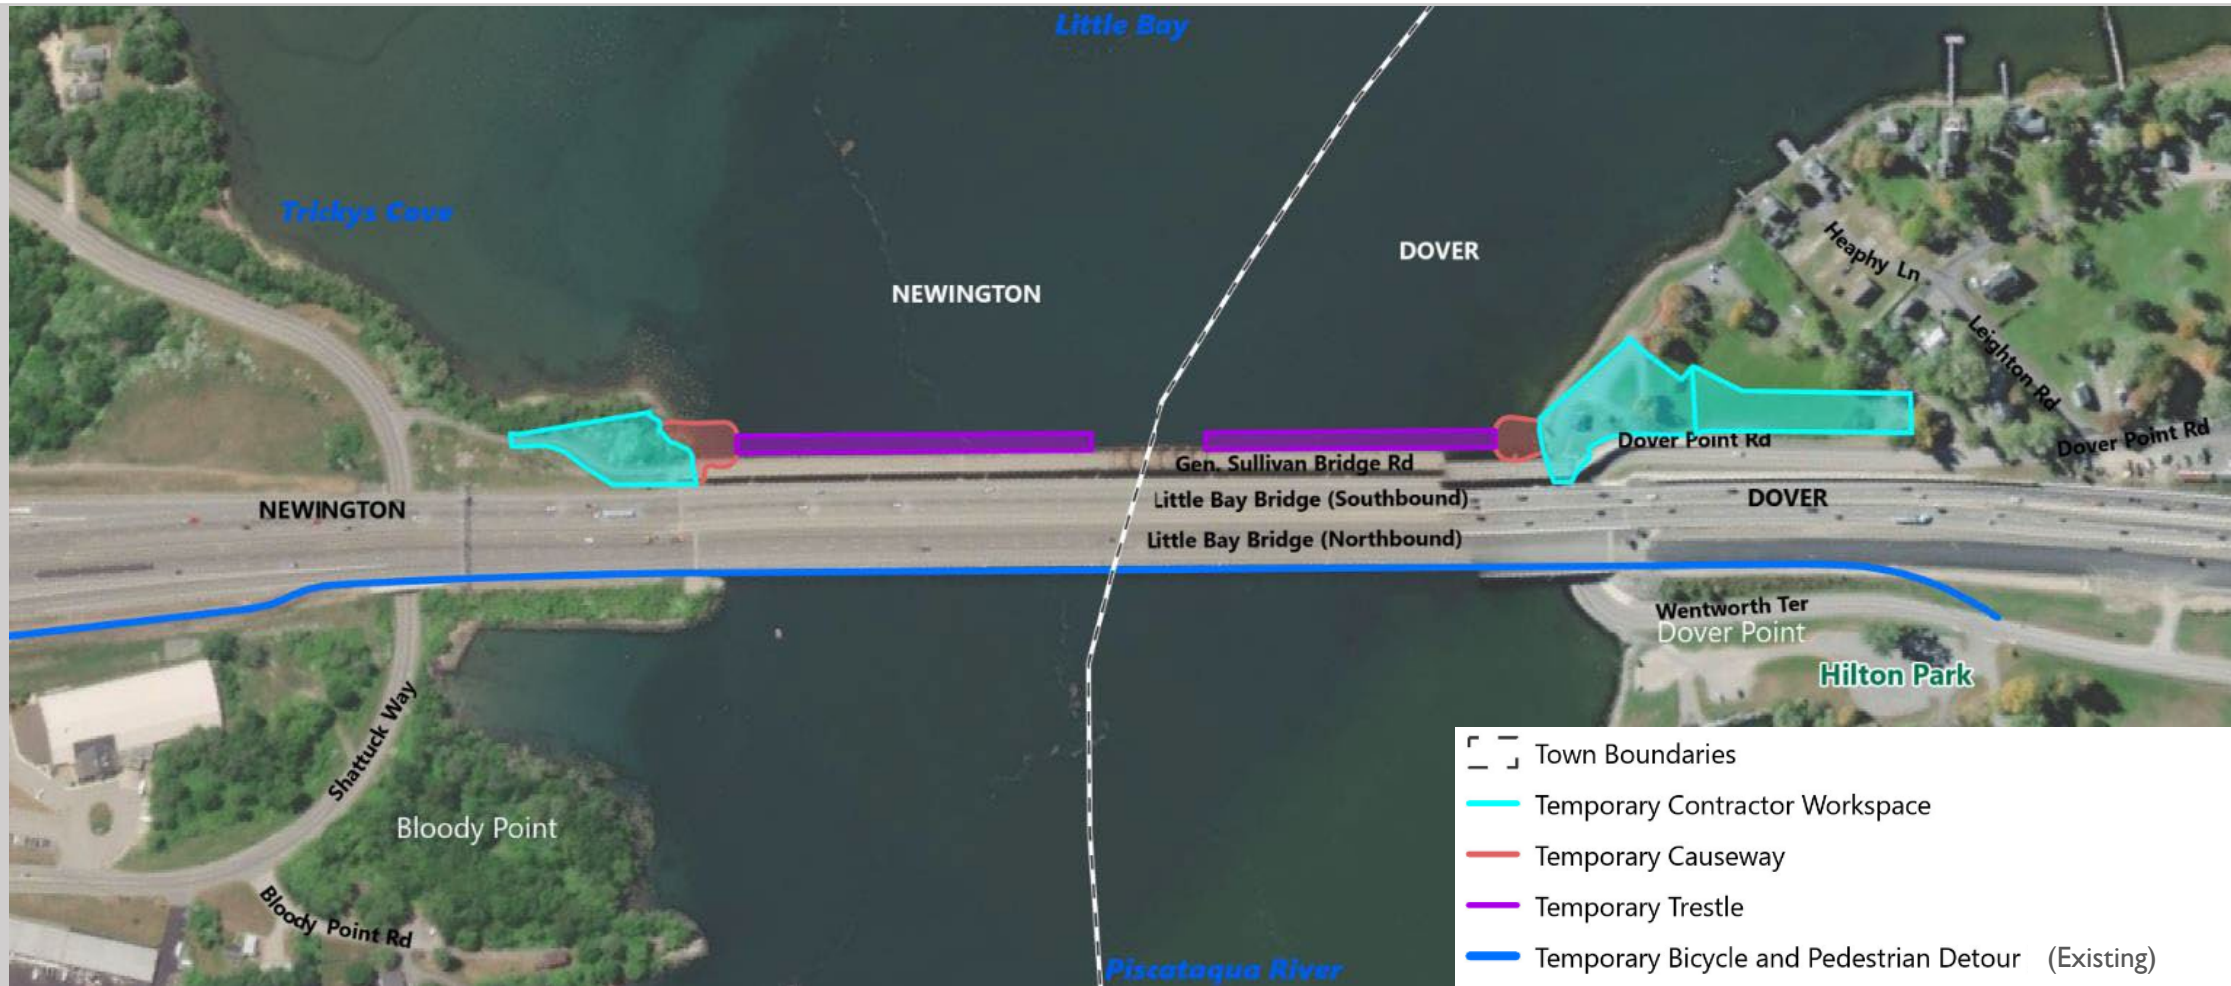 Little Bay
Trickys Cove
DOVER
NEWINGTON
Heaphy Ln
Leighton Rd
Dover Point Rd
Dover Point Rd
Gen. Sullivan Bridge Rd
NEWINGTON
Little Bay Bridge (Southbound)
DOVER
Little Bay Bridge (Northbound)
Wentworth Ter
Dover Point
Hilton Park
Shattuck Way
Bloody Point
Bloody Point Rd
Piscataqua River
Town Boundaries
Temporary Contractor Workspace
Temporary Causeway
Temporary Trestle
Temporary Bicycle and Pedestrian Detour (Existing)